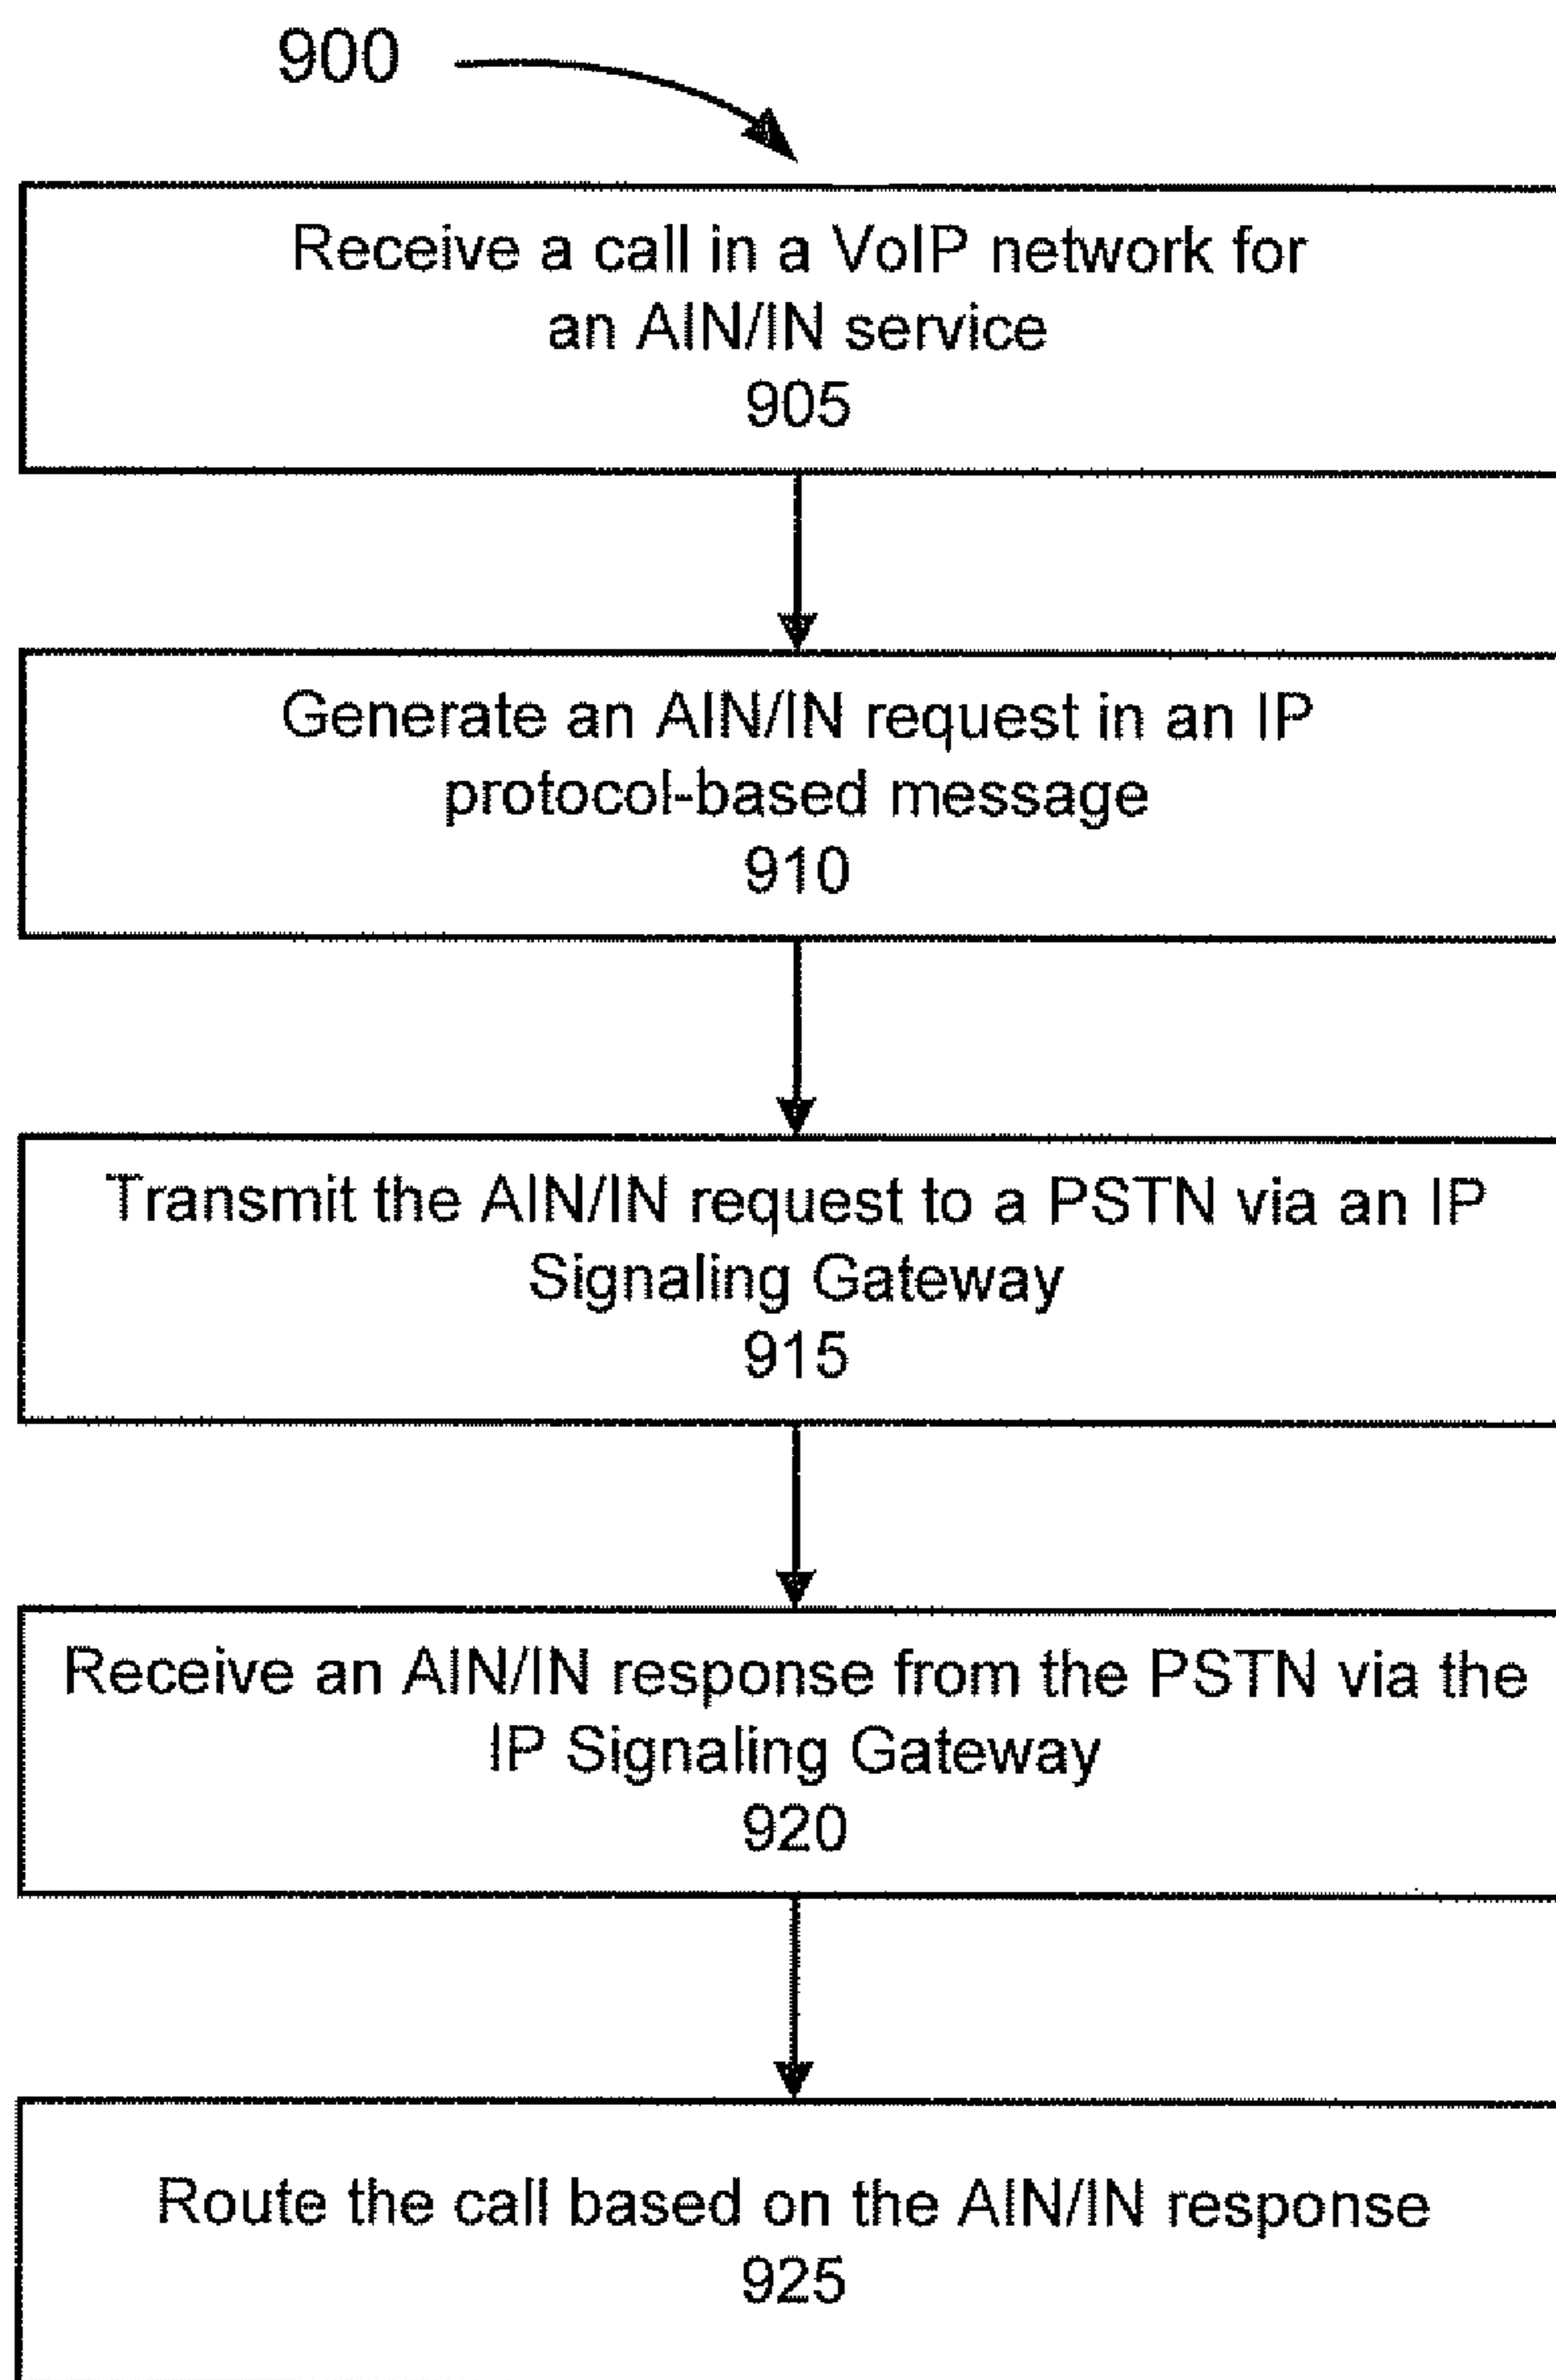 900
Receive a call in a VoIP network for
an AIN/IN service
905
Generate an AIN/IN request in an IP
protocol-based message
910
Transmit the AIN/IN request to a PSTN via an IP
Signaling Gateway
915
Receive an AIN/IN response from the PSTN via the
IP Signaling Gateway
920
Route the call based on the AIN/IN response
925